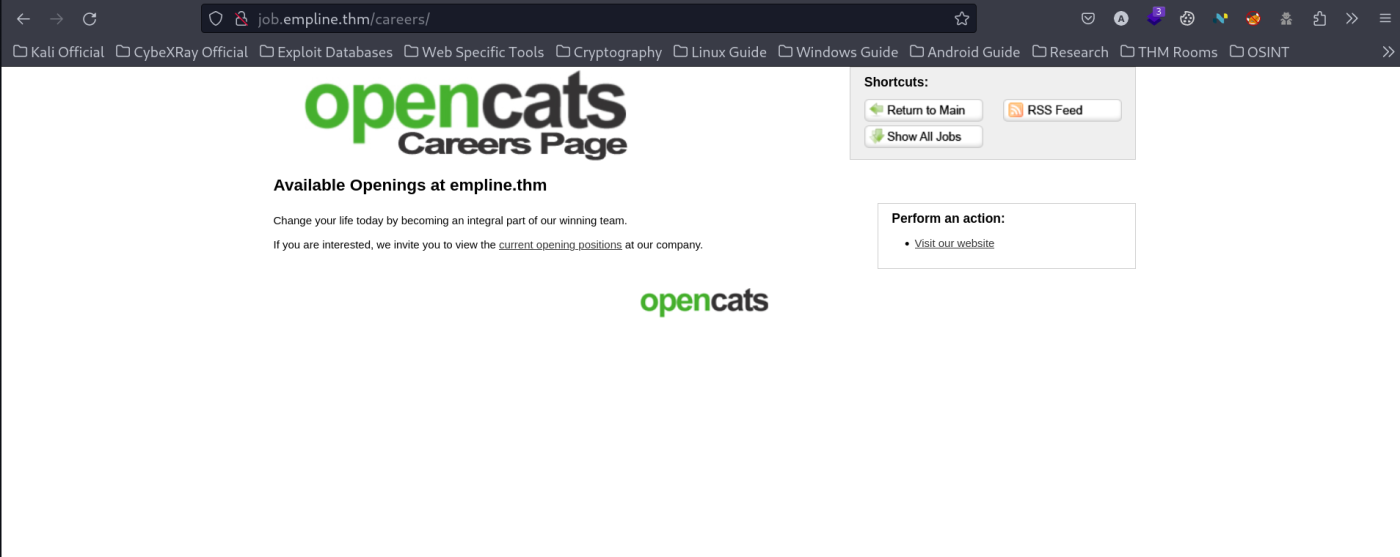 job.empline.thm/careers/
3
A
Kali Official CybeXRay Official Exploit Databases Web Specific Tools Cryptography Linux Guide Windows Guide Android Guide Research THM Rooms OSINT
opencats
Careers Page
Shortcuts:
Return to Main RSS Feed
Show All Jobs
Available Openings at empline.thm
Change your life today by becoming an integral part of our winning team.
If you are interested, we invite you to view the current opening positions at our company.
Perform an action:
• Visit our website
opencats